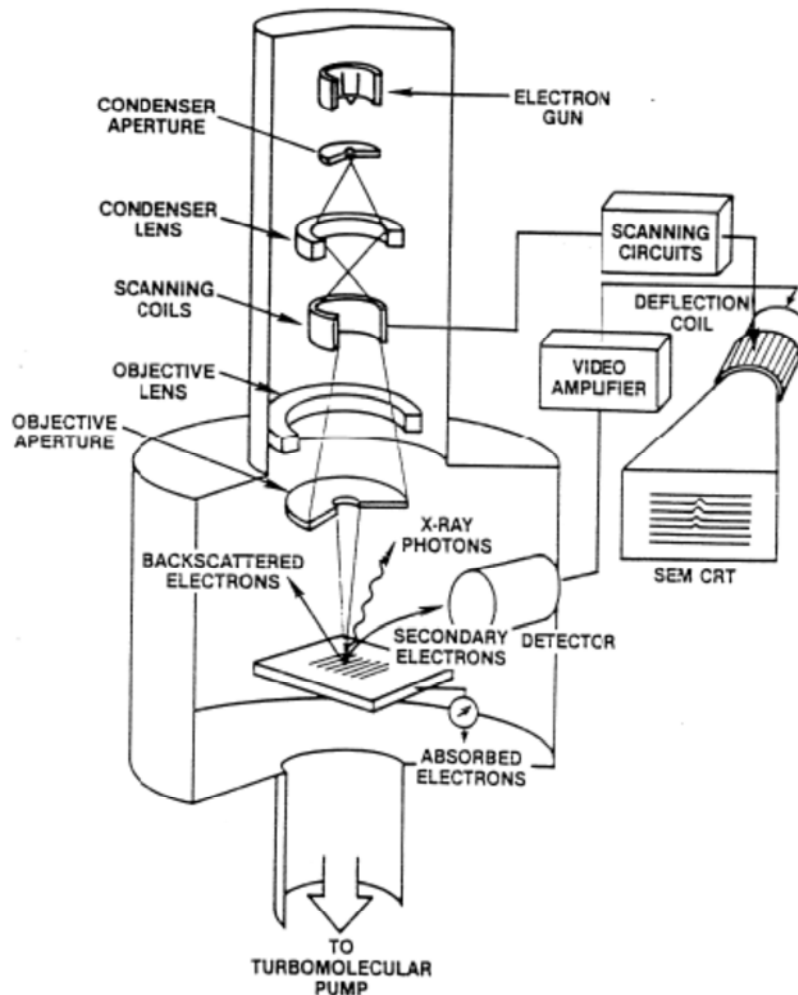 ELECTRON
GUN
CONDENSER
APERTURE
CONDENSER
LENS
SCANNING
CIRCUITS
SCANNING
COILS
DEFLECTION
COIL
VIDEO
AMPLIFIER
OBJECTIVE
LENS
OBJECTIVE
APERTURE
X-RAY
PHOTONS
BACKSCATTERED
ELECTRONS
SEM CRT
SECONDARY
ELECTRONS
DETECTOR
ABSORBED
ELECTRONS
TO
TURBOMOLECULAR
PUMP